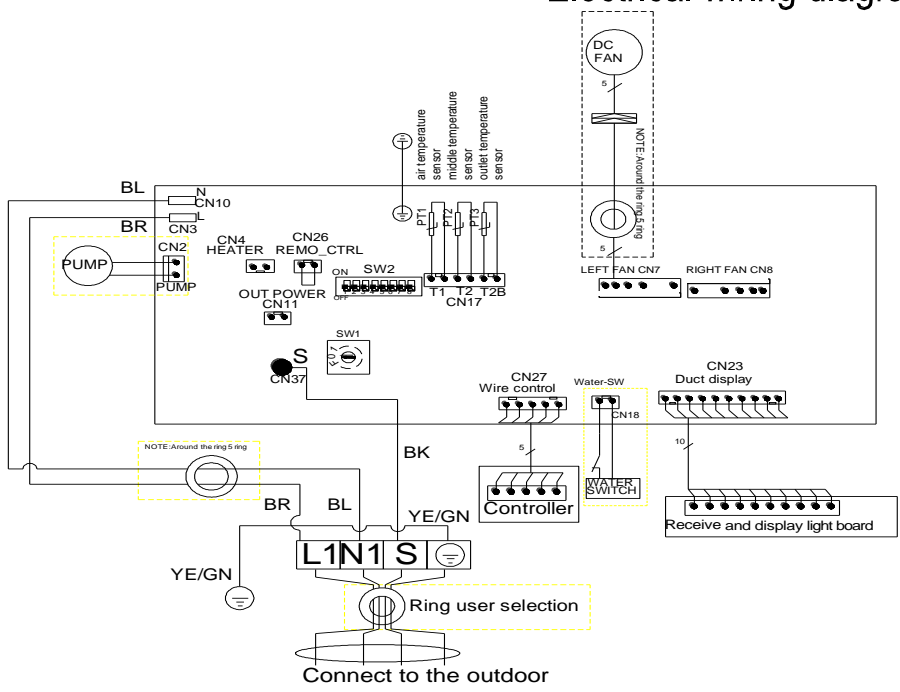 DC
FAN
5
NOTE:Around the ring 5 ring
5
air temperature
sensor
middle temperature
sensor
outlet temperature
sensor
PT1
PT2
PT3
BL
N
CN10
L
CN3
BR
CN2
PUMP
PUMP
CN4
HEATER
CN26
REMO_CTRL
ON
SW2
OFF
T1 T2 T2B
CN17
LEFT FAN CN7
RIGHT FAN CN8
OUT POWER
CN11
SW1
S
CN37
CN27
Wire control
Water-SW
CN18
CN23
Duct display
NOTE:Around the ring 5 ring
BK
5
10
WATER
SWITCH
Controller
Receive and display light board
BR
BL
YE/GN
L1 N1 S
YE/GN
Ring user selection
Connect to the outdoor